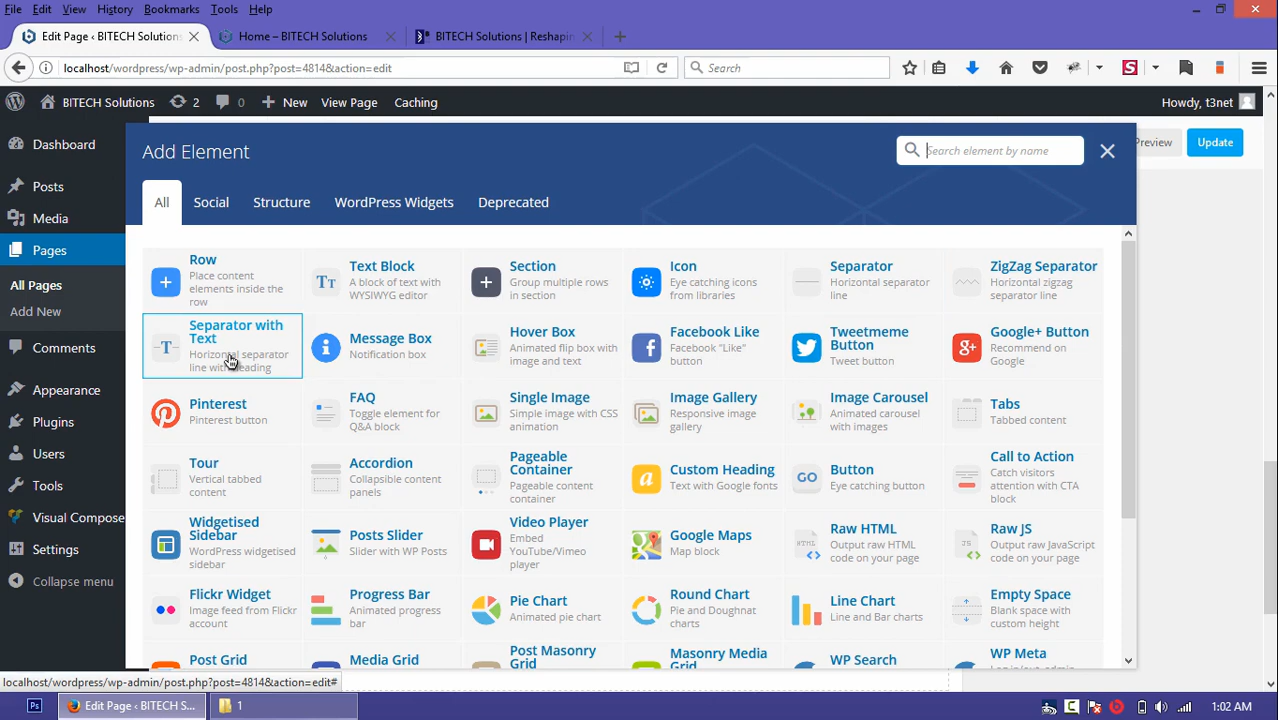 File Edit View History Bookmarks Tools Help
Edit Page ‹ BITECH Solutions
Home – BITECH Solutions
BITECH Solutions | Reshapin
localhost/wordpress/wp-admin/post.php?post=4814&action=edit
Search
BITECH Solutions 2 0 New View Page Caching Howdy, t3net
Dashboard
Posts
Media
Pages
All Pages
Add New
Comments
Appearance
Plugins
Users
Tools
Visual Compose
Settings
Collapse menu
Preview
Update
Add Element
Search element by name
All Social Structure WordPress Widgets Deprecated
Row
Place content
elements inside the
row
Text Block
A block of text with
WYSIWYG editor
Section
Group multiple rows
in section
Icon
Eye catching icons
from libraries
Separator
Horizontal separator
line
ZigZag Separator
Horizontal zigzag
separator line
Separator with
Text
Horizontal separator
line with heading
Message Box
Notification box
Hover Box
Animated flip box with
image and text
Facebook Like
Facebook "Like"
button
Tweetmeme
Button
Tweet button
Google+ Button
Recommend on
Google
Pinterest
Pinterest button
FAQ
Toggle element for
Q&A block
Single Image
Simple image with CSS
animation
Image Gallery
Responsive image
gallery
Image Carousel
Animated carousel
with images
Tabs
Tabbed content
Tour
Vertical tabbed
content
Accordion
Collapsible content
panels
Pageable
Container
Pageable content
container
Custom Heading
Text with Google fonts
Button
Eye catching button
Call to Action
Catch visitors
attention with CTA
block
Widgetised
Sidebar
WordPress widgetised
sidebar
Posts Slider
Slider with WP Posts
Video Player
Embed
YouTube/Vimeo
player
Google Maps
Map block
Raw HTML
Output raw HTML
code on your page
Raw JS
Output raw JavaScript
code on your page
Flickr Widget
Image feed from Flickr
account
Progress Bar
Animated progress
bar
Pie Chart
Animated pie chart
Round Chart
Pie and Doughnat
charts
Line Chart
Line and Bar charts
Empty Space
Blank space with
custom height
Post Grid
Media Grid
Post Masonry
Grid
Masonry Media
Grid
WP Search
WP Meta
localhost/wordpress/wp-admin/post.php?post=4814&action=edit#
Edit Page ‹ BITECH S...
1
1:02 AM